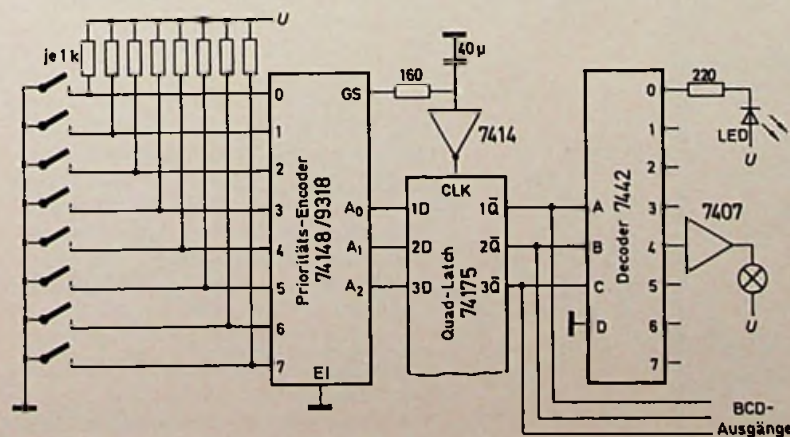 U
je 1 k
0
1
2
3
4
5
6
7
EI
Prioritäts-Encoder
74148/9318
GS
A0
A1
A2
160
40 µ
7414
CLK
1D
2D
3D
1Q̄
2Q̄
3Q̄
Quad-Latch
74175
A
B
C
D
Decoder 7442
0
1
2
3
4
5
6
7
220
LED
U
7407
U
BCD-
Ausgänge